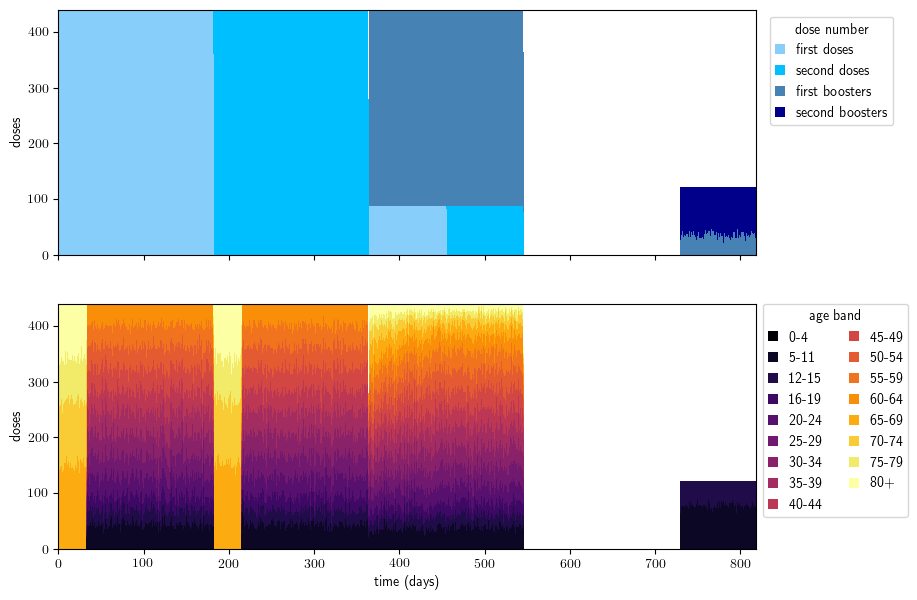 400
300
200
100
0
doses
dose number
first doses
second doses
first boosters
second boosters
400
300
200
100
0
doses
0 100 200 300 400 500 600 700 800
time (days)
age band
0-4 45-49
5-11 50-54
12-15 55-59
16-19 60-64
20-24 65-69
25-29 70-74
30-34 75-79
35-39 80+
40-44